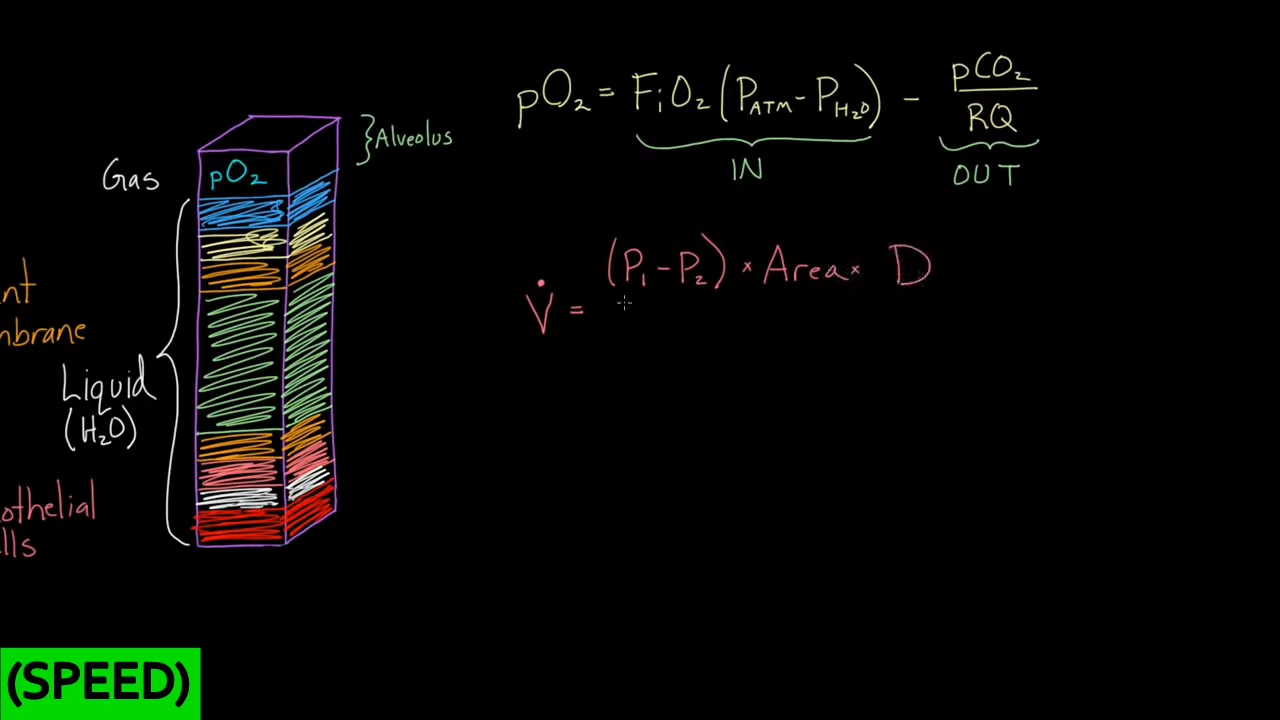 pO₂ = FiO₂ (P_ATM - P_H₂O) - pCO₂ / RQ
IN
OUT
} Alveolus
Gas
pO₂
V̇ = (P₁ - P₂) × Area × D
Liquid
(H₂O)
nt
nbrane
othelial
lls
(SPEED)